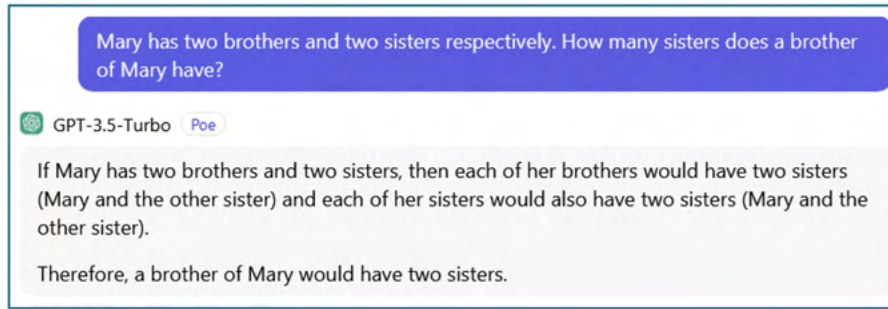 Mary has two brothers and two sisters respectively. How many sisters does a brother
of Mary have?
GPT-3.5-Turbo Poe
If Mary has two brothers and two sisters, then each of her brothers would have two sisters
(Mary and the other sister) and each of her sisters would also have two sisters (Mary and the
other sister).
Therefore, a brother of Mary would have two sisters.